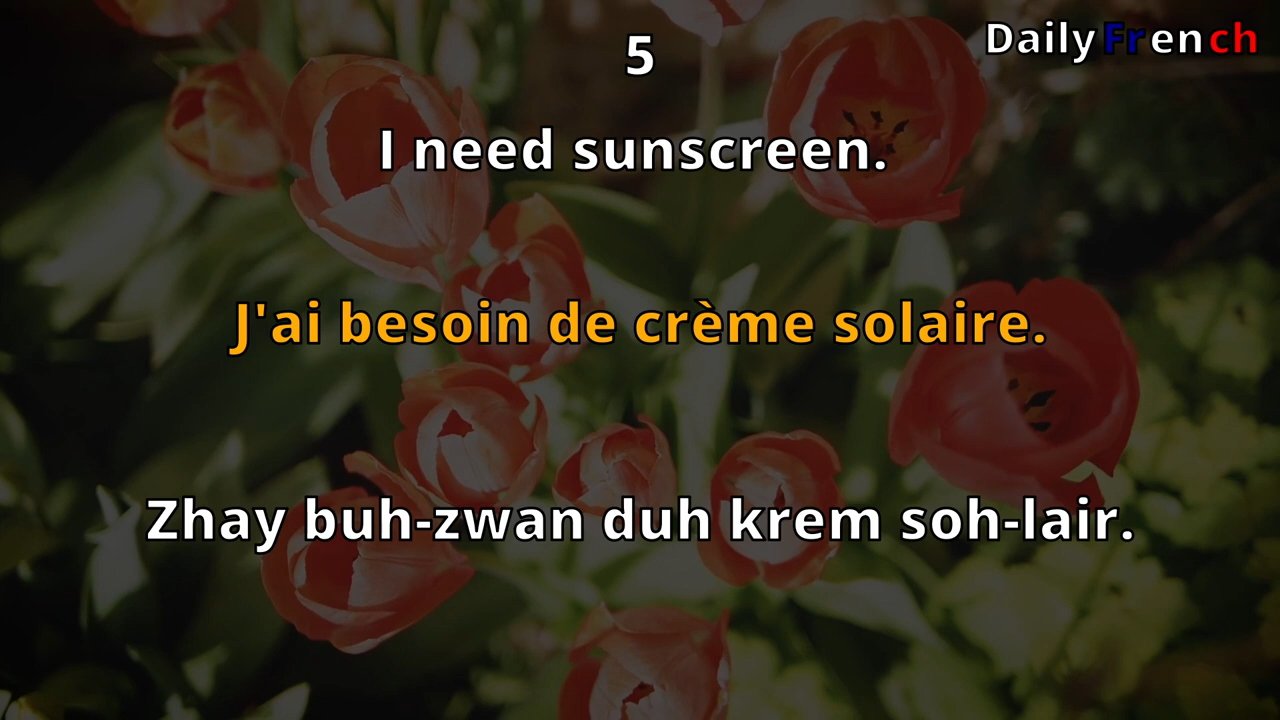 Daily French
5
I need sunscreen.
J'ai besoin de crème solaire.
Zhay buh-zwan duh krem soh-lair.